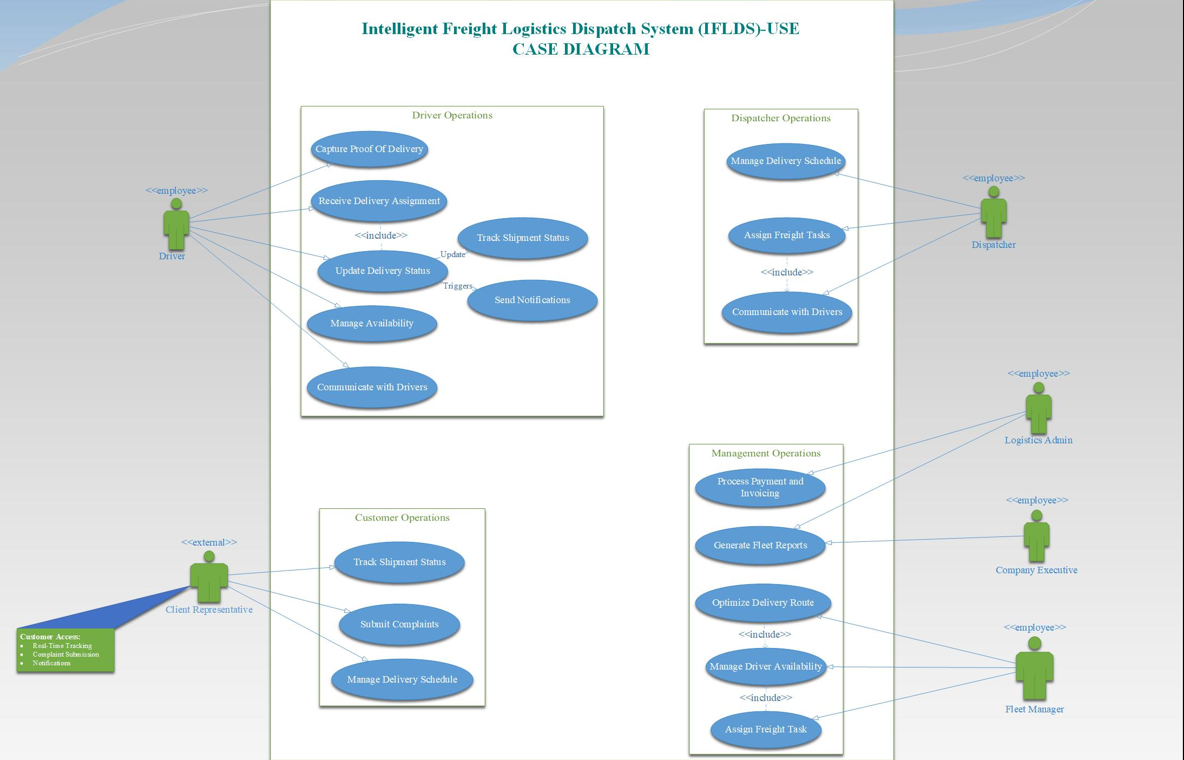 Intelligent Freight Logistics Dispatch System (IFLDS)-USE
CASE DIAGRAM
Driver Operations
Capture Proof Of Delivery
Receive Delivery Assignment
<<include>>
Track Shipment Status
Update
Update Delivery Status
Triggers
Send Notifications
Manage Availability
Communicate with Drivers
<<employee>>
Driver
Dispatcher Operations
Manage Delivery Schedule
Assign Freight Tasks
<<include>>
Communicate with Drivers
<<employee>>
Dispatcher
<<employee>>
Logistics Admin
Management Operations
Process Payment and
Invoicing
Generate Fleet Reports
Optimize Delivery Route
<<include>>
Manage Driver Availability
<<include>>
Assign Freight Task
<<employee>>
Company Executive
<<employee>>
Fleet Manager
Customer Operations
Track Shipment Status
Submit Complaints
Manage Delivery Schedule
<<external>>
Client Representative
Customer Access:
• Real-Time Tracking
• Complaint Submission
• Notifications